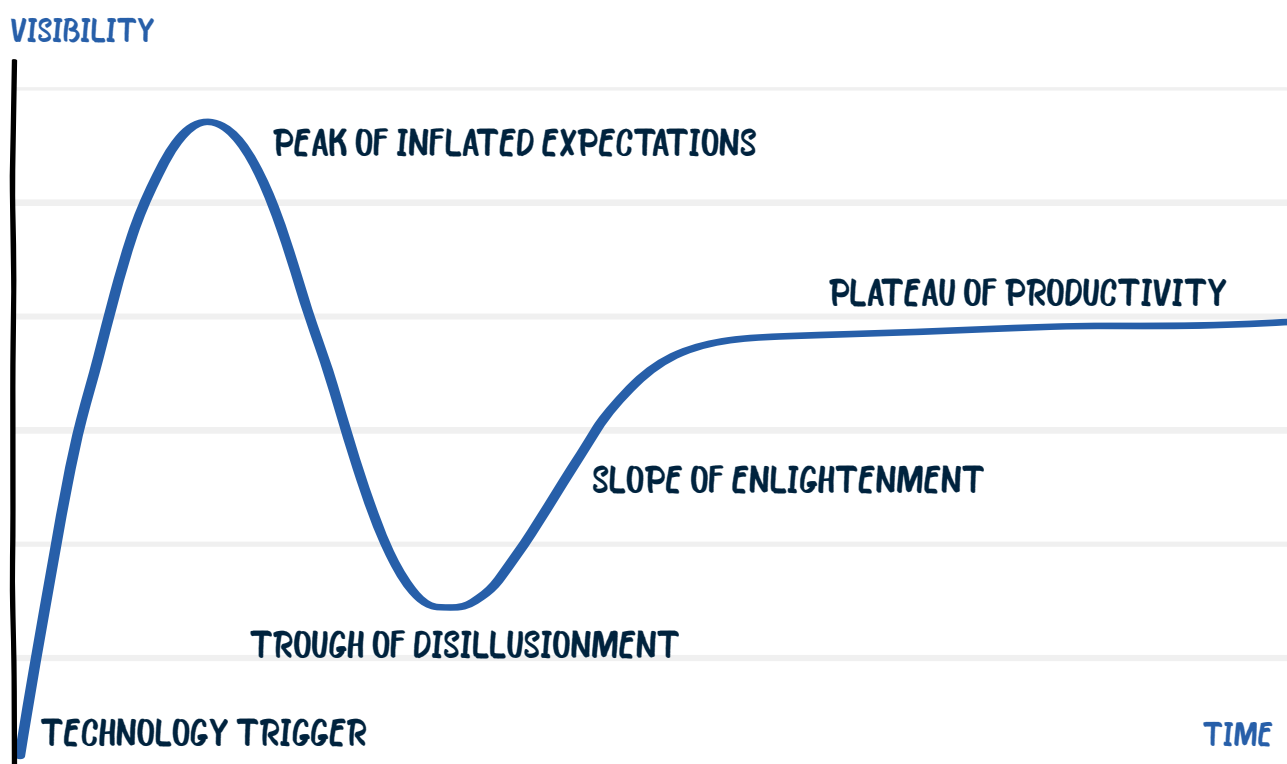 VISIBILITY
PEAK OF INFLATED EXPECTATIONS
PLATEAU OF PRODUCTIVITY
SLOPE OF ENLIGHTENMENT
TROUGH OF DISILLUSIONMENT
TECHNOLOGY TRIGGER
TIME